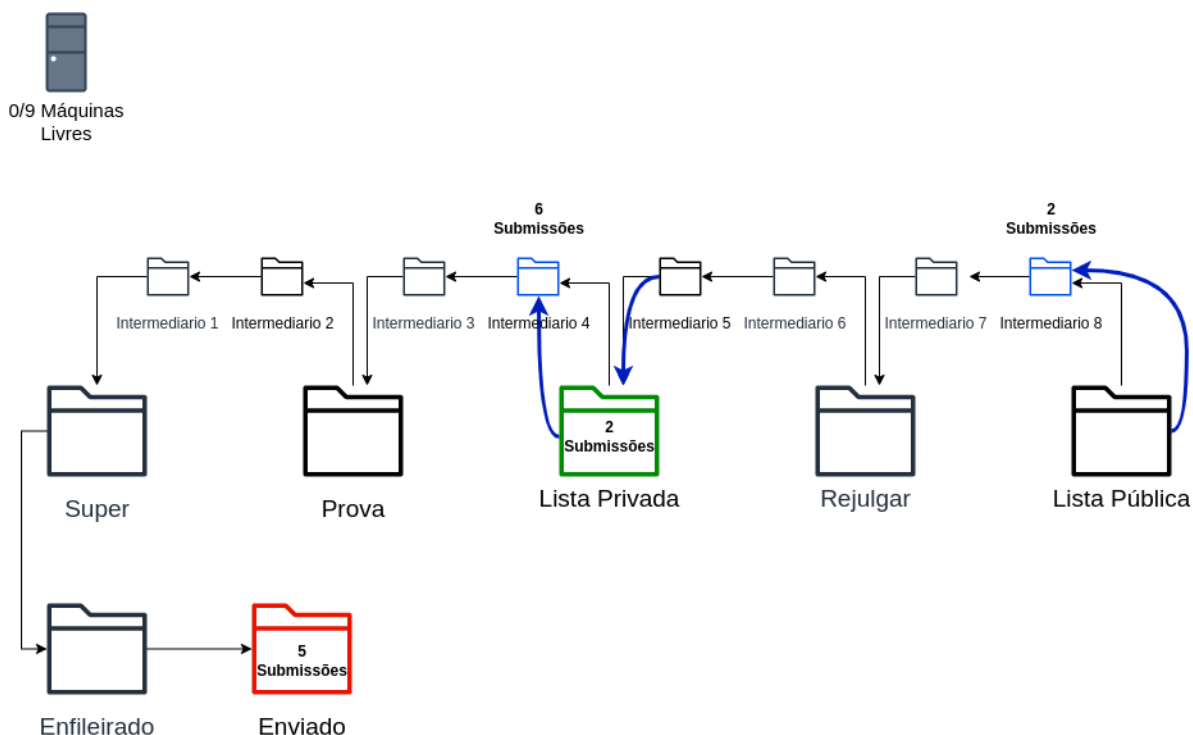 0/9 Máquinas
Livres
6
Submissões
2
Submissões
Intermediario 1
Intermediario 2
Intermediario 3
Intermediario 4
Intermediario 5
Intermediario 6
Intermediario 7
Intermediario 8
2
Submissões
Super
Prova
Lista Privada
Rejulgar
Lista Pública
5
Submissões
Enfileirado
Enviado